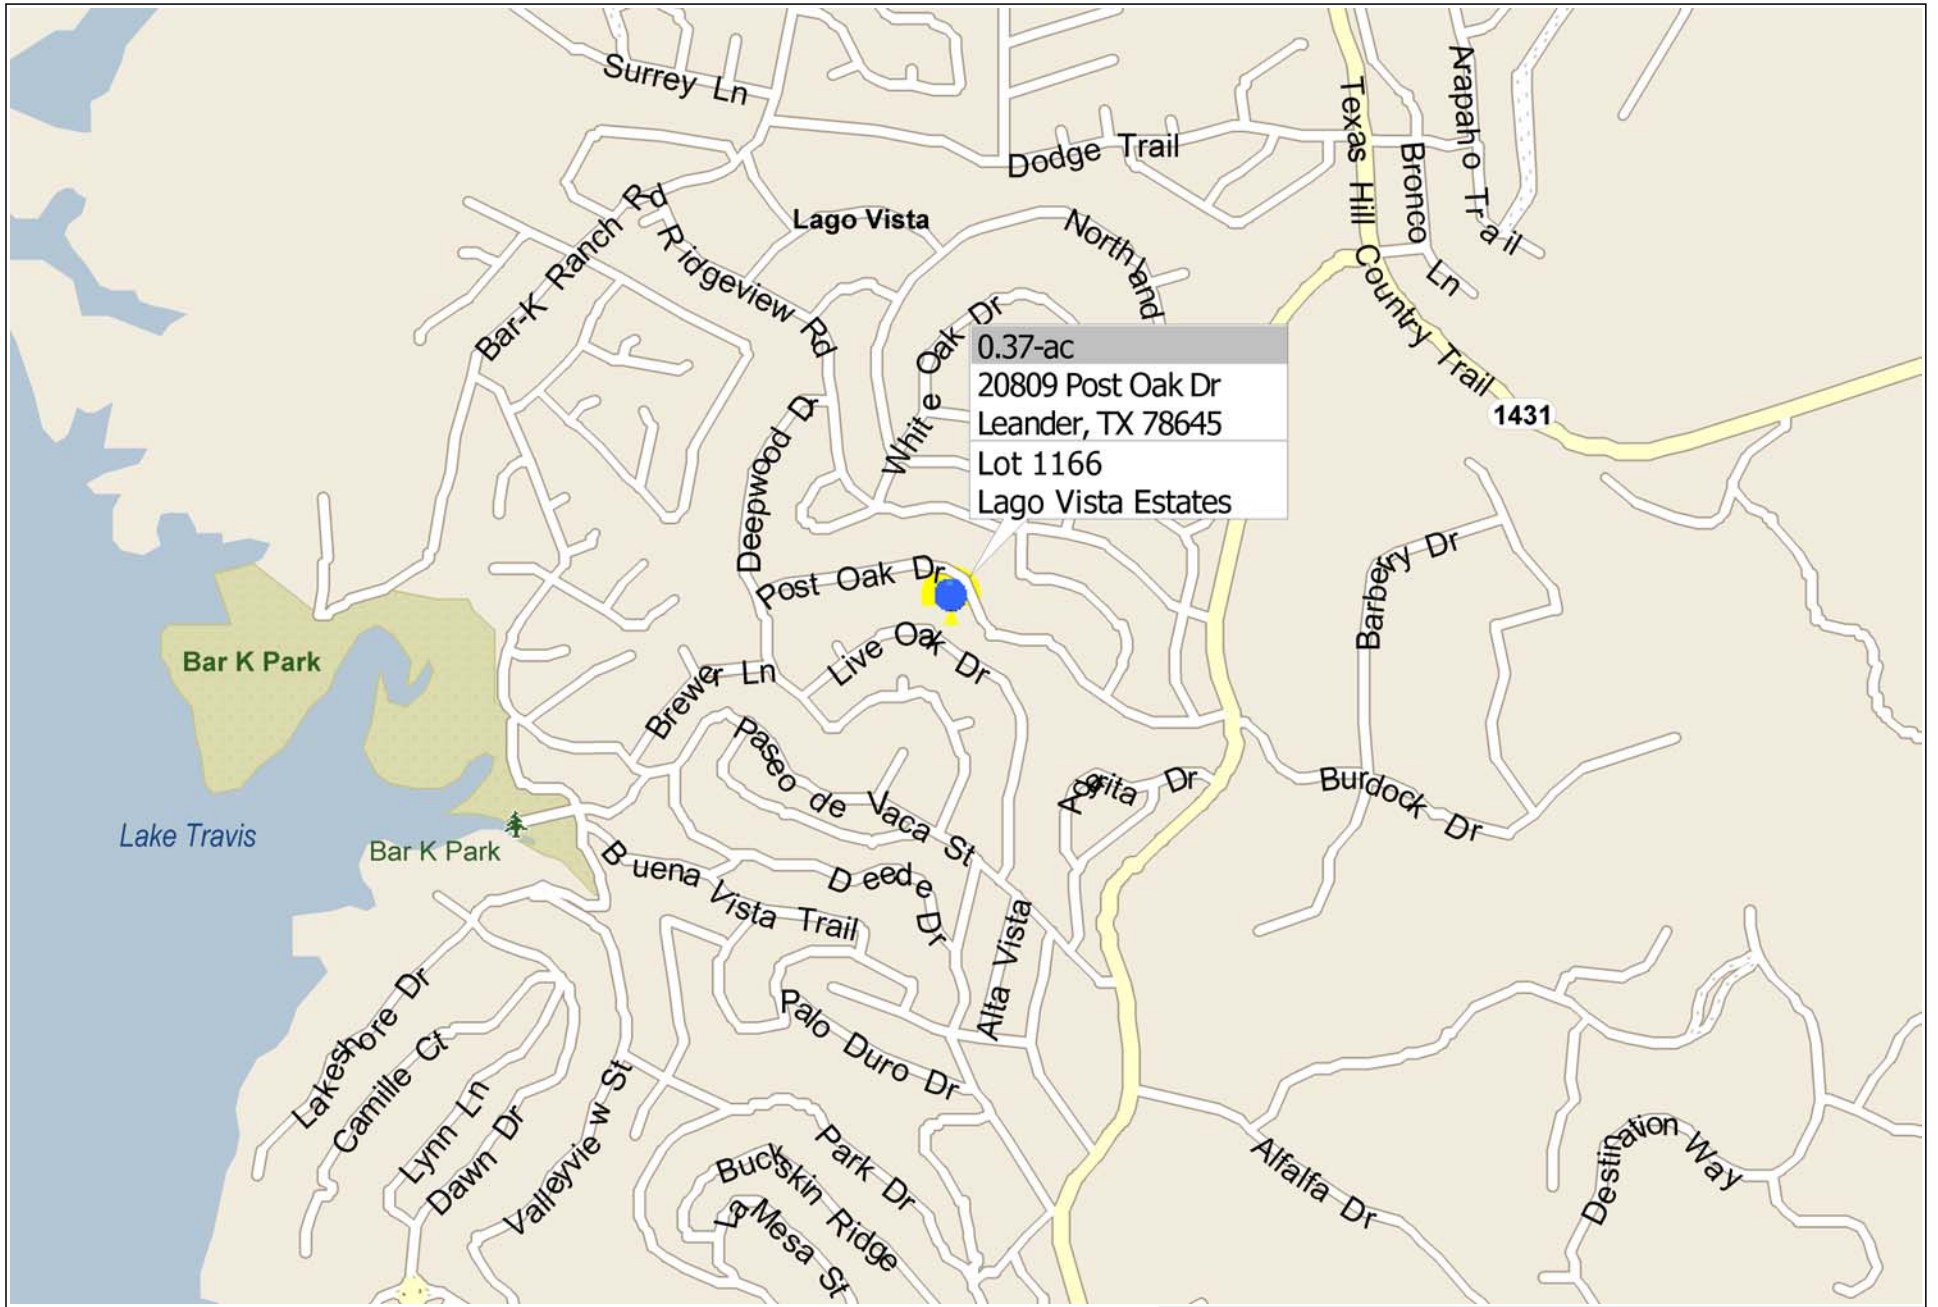 Surrey Ln
Dodge Trail
Texas Hill Country Trail
Bronco Ln
Arapaho Trail
Bar-K Ranch Rd
Lago Vista
Northland
Ridgeview Rd
White Oak Dr
0.37-ac
20809 Post Oak Dr
Leander, TX 78645
Lot 1166
Lago Vista Estates
1431
Deepwood Dr
Post Oak Dr
Barbery Dr
Live Oak Dr
Bar K Park
Brewer Ln
Paseo de Vaca St
Agrita Dr
Burdock Dr
Lake Travis
Bar K Park
Buena Vista Trail
Deede Dr
Alta Vista
Lakeshore Dr
Camille Ct
Palo Duro Dr
Lynn Ln
Dawn Dr
Valleyview St
Park Dr
Buckskin Ridge
La Mesa St
Alfalfa Dr
Destination Way